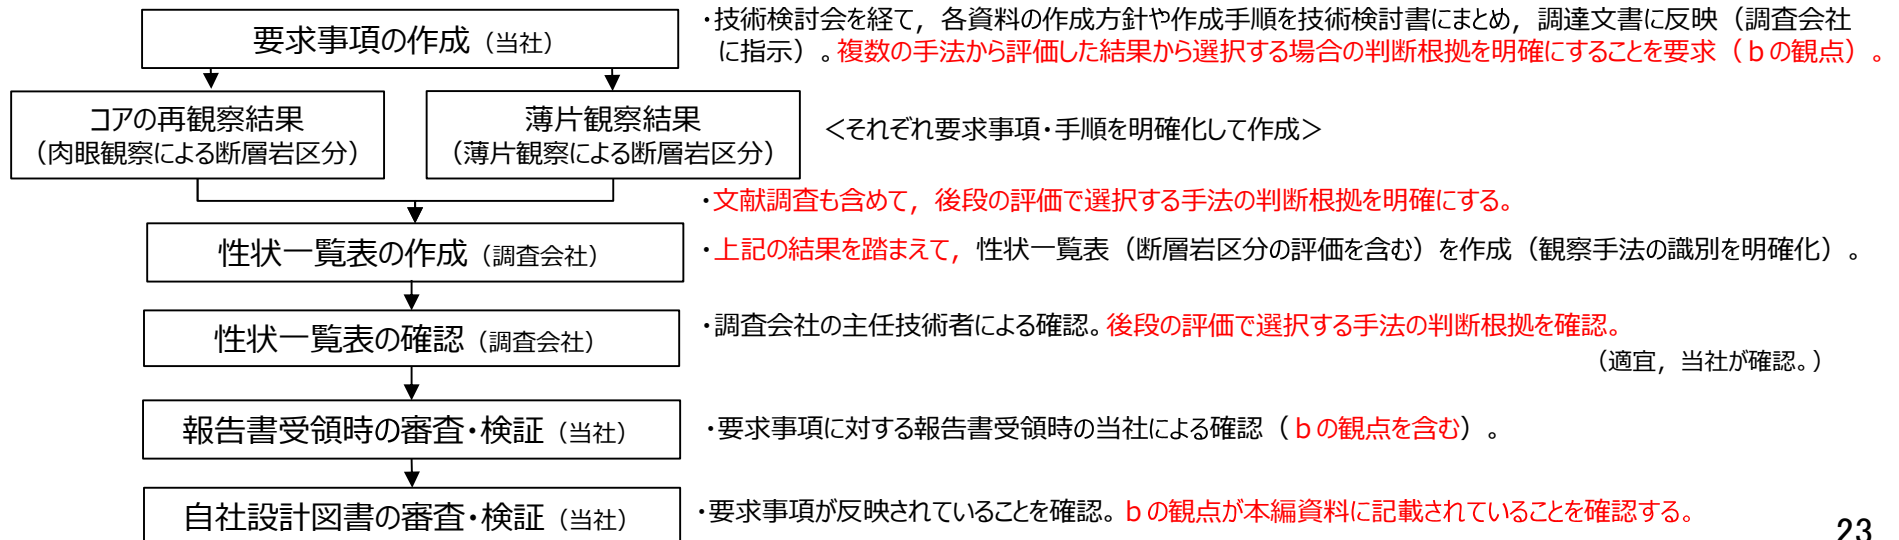 要求事項の作成（当社）
・技術検討会を経て，各資料の作成方針や作成手順を技術検討書にまとめ，調達文書に反映（調査会社
に指示）。複数の手法から評価した結果から選択する場合の判断根拠を明確にすることを要求（ｂの観点）。
コアの再観察結果
（肉眼観察による断層岩区分）
薄片観察結果
（薄片観察による断層岩区分）
＜それぞれ要求事項・手順を明確化して作成＞
・文献調査も含めて，後段の評価で選択する手法の判断根拠を明確にする。
性状一覧表の作成（調査会社）
・上記の結果を踏まえて，性状一覧表（断層岩区分の評価を含む）を作成（観察手法の識別を明確化）。
性状一覧表の確認（調査会社）
・調査会社の主任技術者による確認。後段の評価で選択する手法の判断根拠を確認。
（適宜，当社が確認。）
報告書受領時の審査・検証（当社）
・要求事項に対する報告書受領時の当社による確認（ｂの観点を含む）。
自社設計図書の審査・検証（当社）
・要求事項が反映されていることを確認。ｂの観点が本編資料に記載されていることを確認する。
23